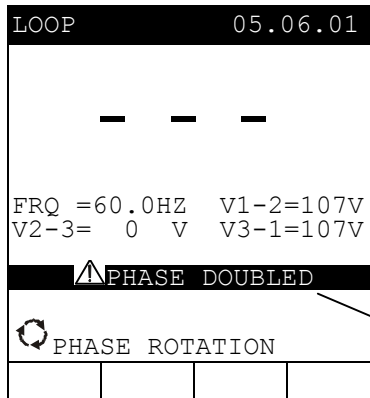 LOOP 05.06.01
- - -
FRQ =60.0HZ V1-2=107V
V2-3= 0 V V3-1=107V
PHASE DOUBLED
PHASE ROTATION